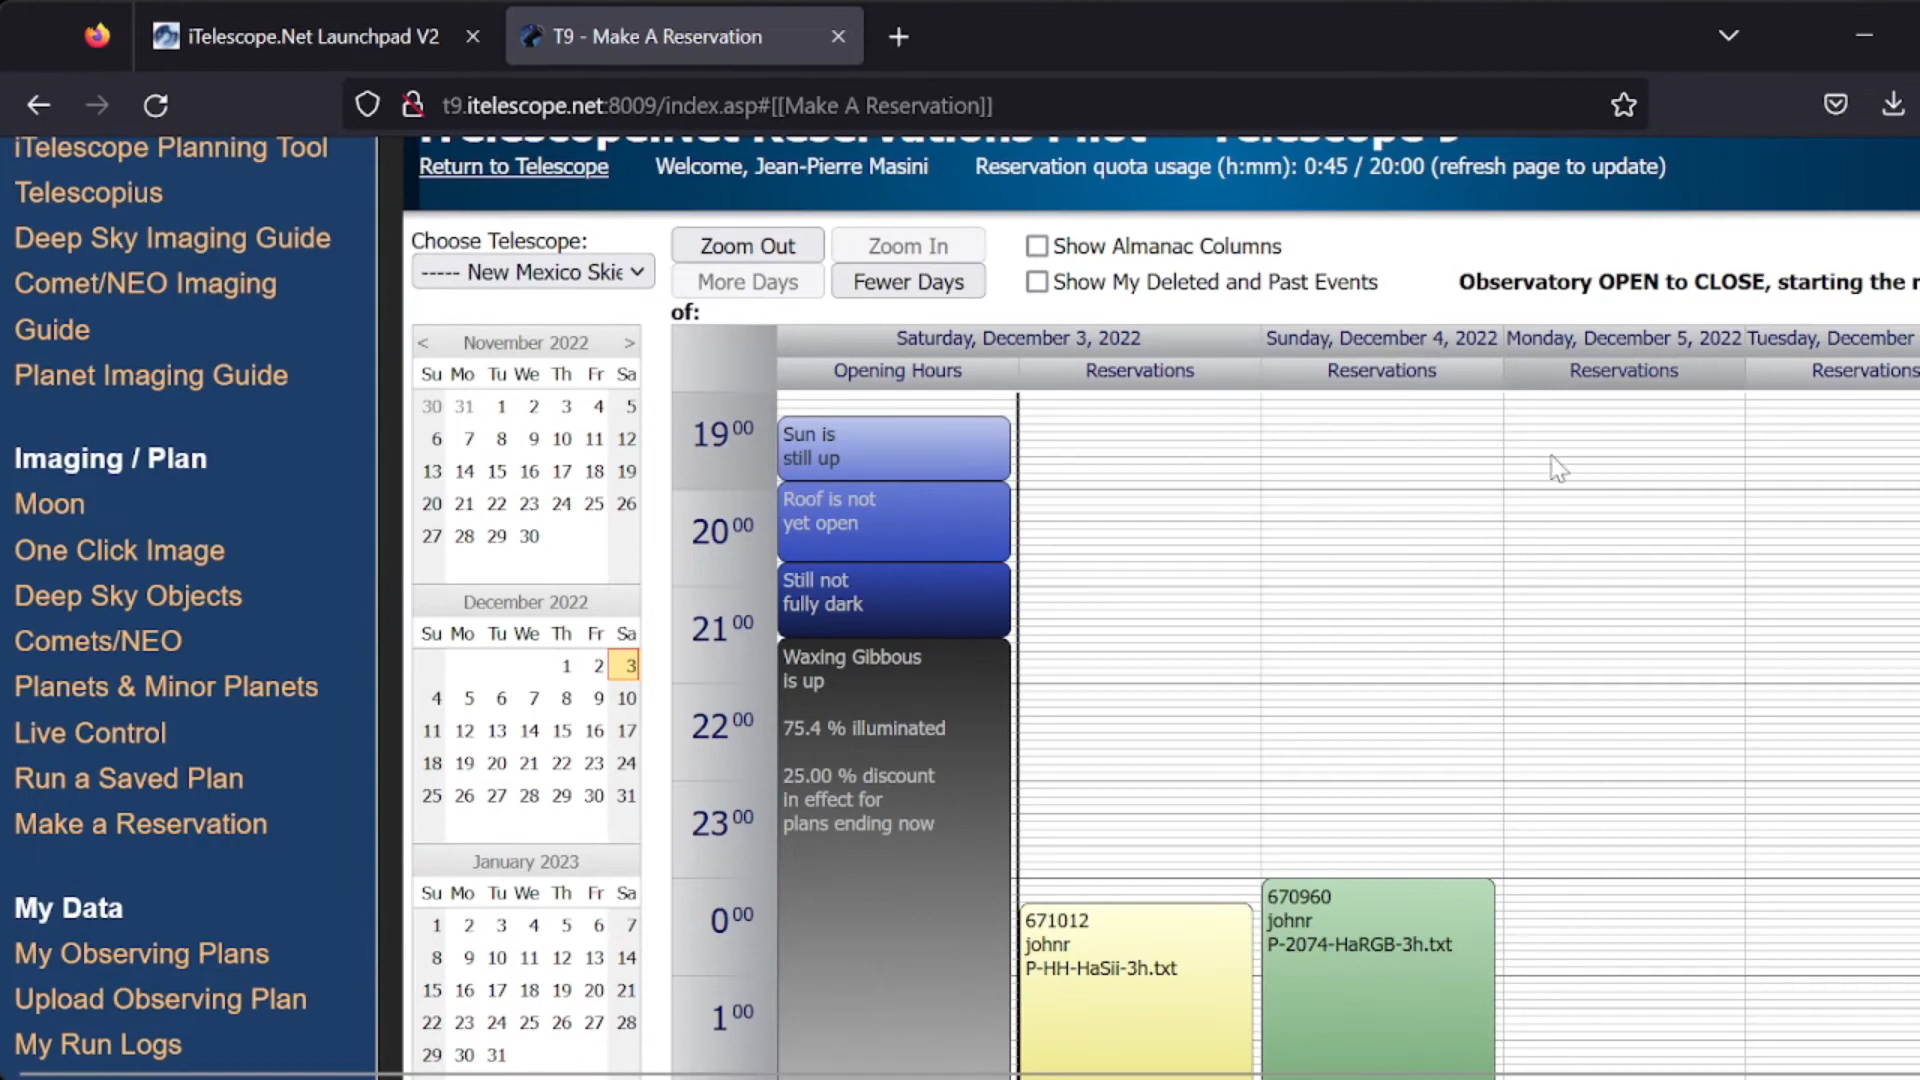 iTelescope.Net Launchpad V2
T9 - Make A Reservation
t9.itelescope.net:8009/index.asp#[[Make A Reservation]]
iTelescope Planning Tool
Telescopius
Deep Sky Imaging Guide
Comet/NEO Imaging
Guide
Planet Imaging Guide
Imaging / Plan
Moon
One Click Image
Deep Sky Objects
Comets/NEO
Planets & Minor Planets
Live Control
Run a Saved Plan
Make a Reservation
My Data
My Observing Plans
Upload Observing Plan
My Run Logs
Return to Telescope Welcome, Jean-Pierre Masini Reservation quota usage (h:mm): 0:45 / 20:00 (refresh page to update)
Choose Telescope:
----- New Mexico Skie
Zoom Out Zoom In
More Days Fewer Days
Show Almanac Columns
Show My Deleted and Past Events
Observatory OPEN to CLOSE, starting the
of:
< November 2022 >
Su Mo Tu We Th Fr Sa
30 31 1 2 3 4 5
6 7 8 9 10 11 12
13 14 15 16 17 18 19
20 21 22 23 24 25 26
27 28 29 30
December 2022
Su Mo Tu We Th Fr Sa
1 2 3
4 5 6 7 8 9 10
11 12 13 14 15 16 17
18 19 20 21 22 23 24
25 26 27 28 29 30 31
January 2023
Su Mo Tu We Th Fr Sa
1 2 3 4 5 6 7
8 9 10 11 12 13 14
15 16 17 18 19 20 21
22 23 24 25 26 27 28
29 30 31
Saturday, December 3, 2022 Sunday, December 4, 2022 Monday, December 5, 2022 Tuesday, December
Opening Hours Reservations Reservations Reservations Reservations
19 00
20 00
21 00
22 00
23 00
0 00
1 00
Sun is
still up
Roof is not
yet open
Still not
fully dark
Waxing Gibbous
is up
75.4 % illuminated
25.00 % discount
in effect for
plans ending now
671012
johnr
P-HH-HaSii-3h.txt
670960
johnr
P-2074-HaRGB-3h.txt